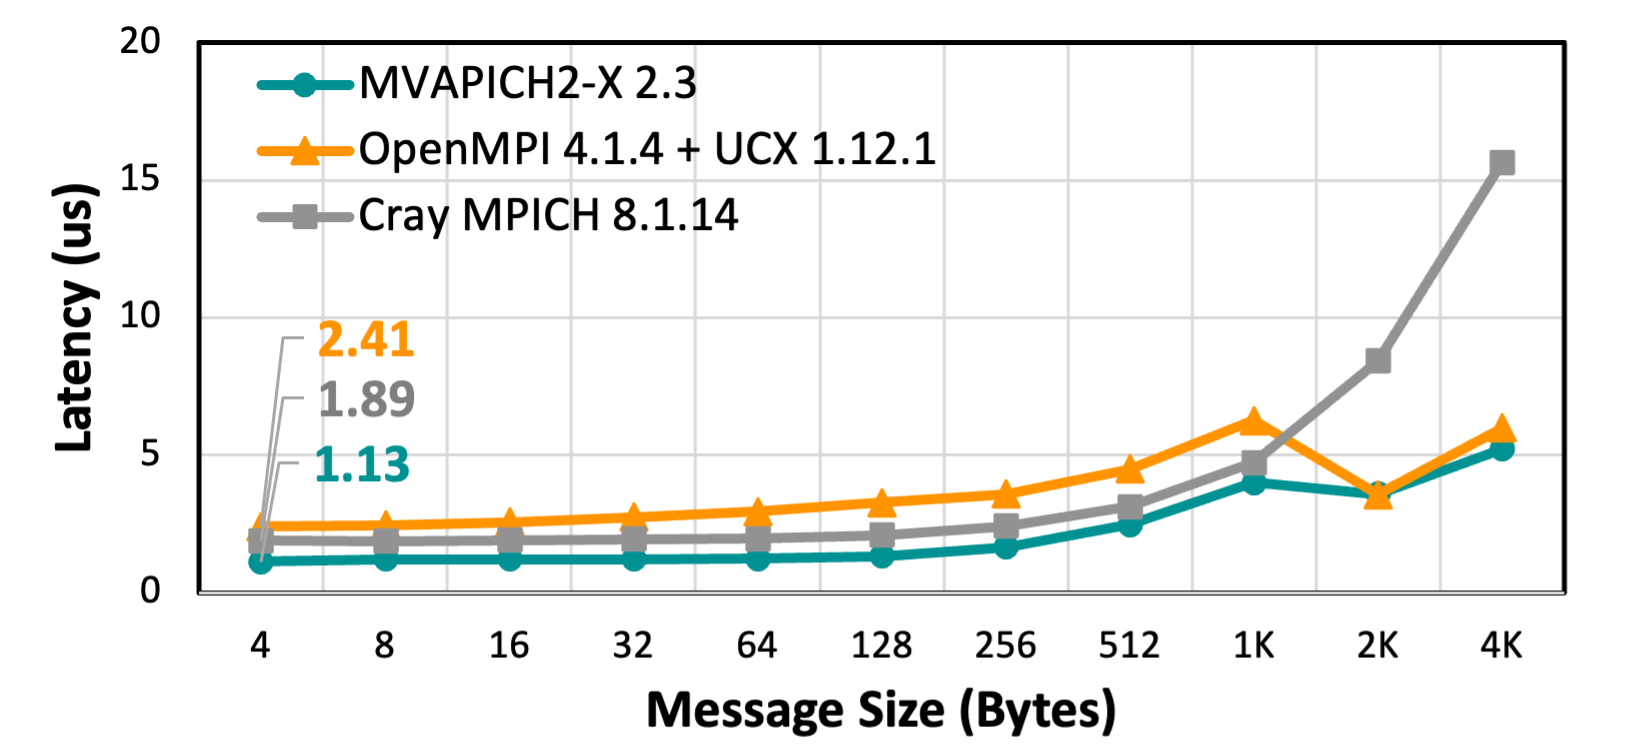 20
15
10
5
0
Latency (us)
MVAPICH2-X 2.3
OpenMPI 4.1.4 + UCX 1.12.1
Cray MPICH 8.1.14
2.41
1.89
1.13
4 8 16 32 64 128 256 512 1K 2K 4K
Message Size (Bytes)